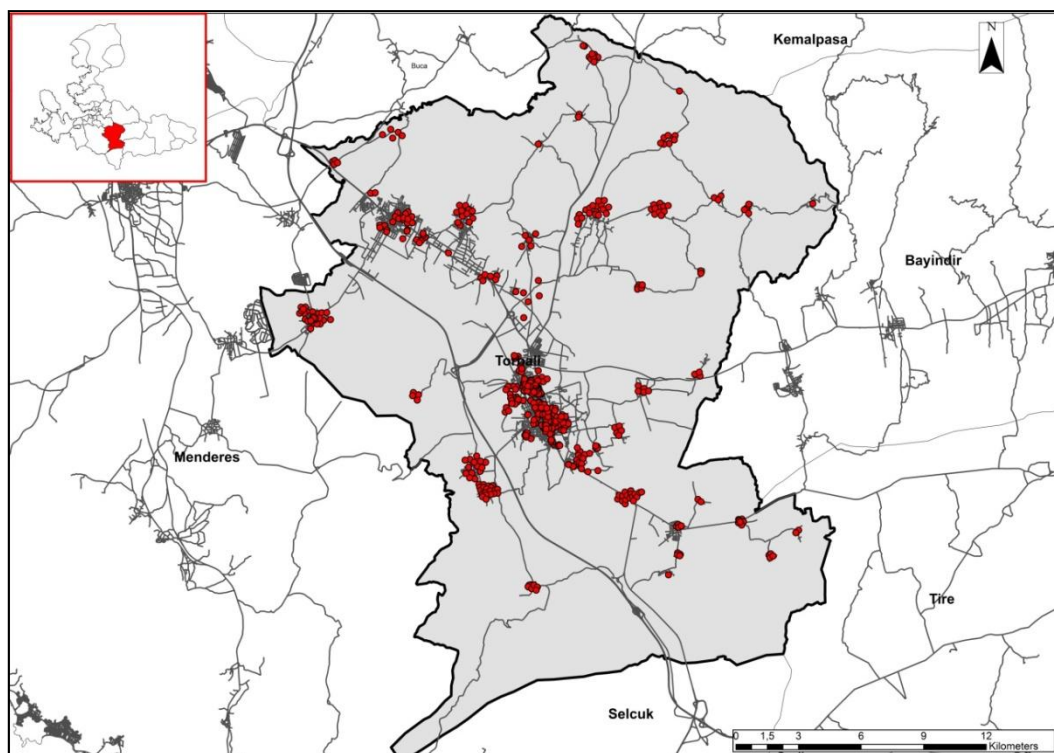 Kemalpasa
N
Buca
Bayindir
Torbali
Menderes
Tire
Selcuk
0 1,5 3 6 9 12
Kilometers